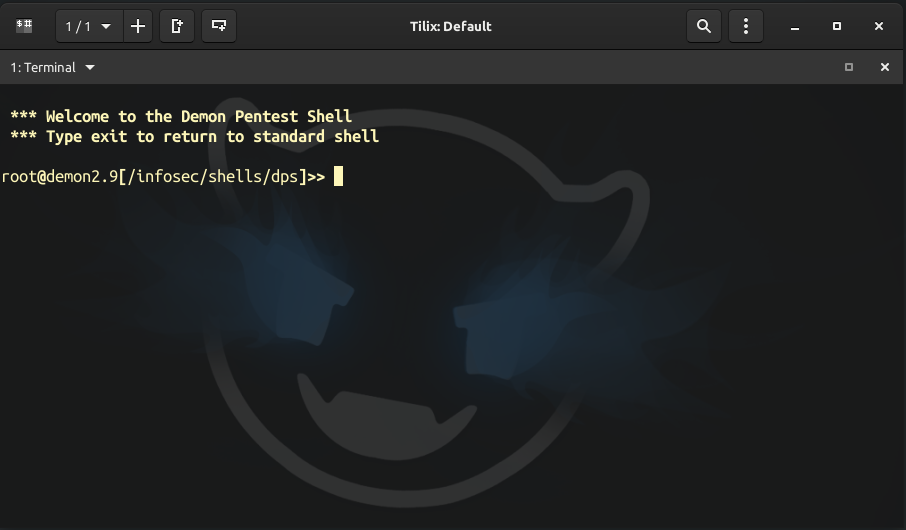 1 / 1
Tilix: Default
1: Terminal
*** Welcome to the Demon Pentest Shell
*** Type exit to return to standard shell
root@demon2.9[/infosec/shells/dps]>>